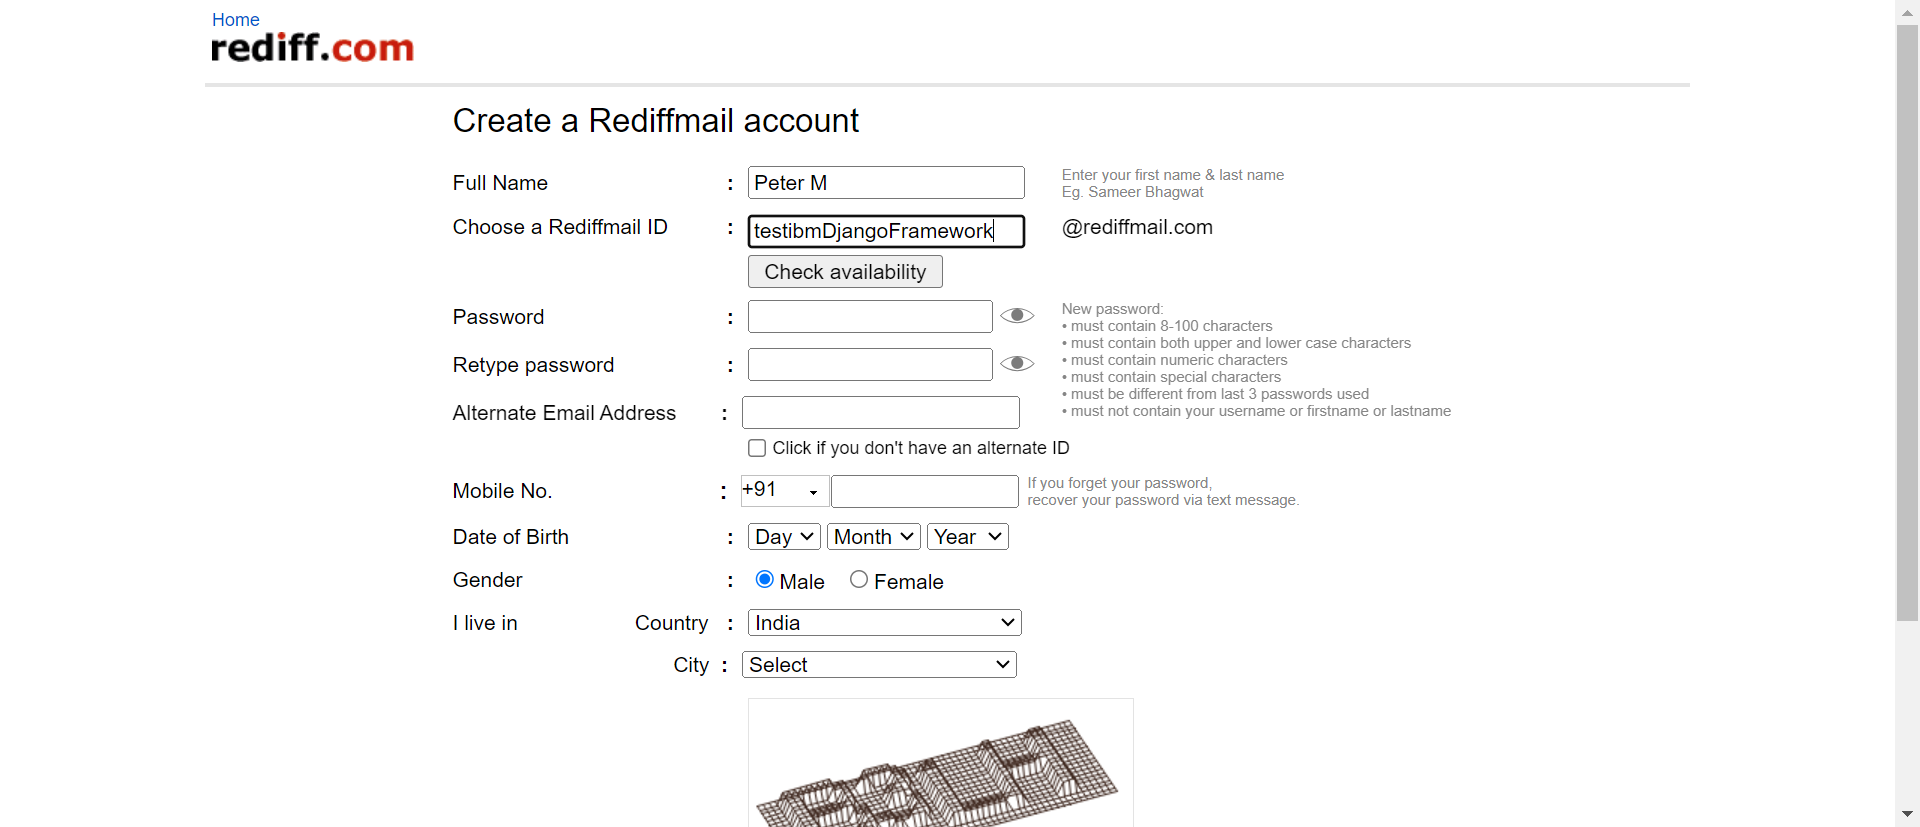 Home
rediff.com
Create a Rediffmail account
Full Name : Peter M
Enter your first name & last name
Eg. Sameer Bhagwat
Choose a Rediffmail ID : testibmDjangoFramework @rediffmail.com
Check availability
Password :
Retype password :
New password:
• must contain 8-100 characters
• must contain both upper and lower case characters
• must contain numeric characters
• must contain special characters
• must be different from last 3 passwords used
• must not contain your username or firstname or lastname
Alternate Email Address :
Click if you don't have an alternate ID
Mobile No. : +91
If you forget your password,
recover your password via text message.
Date of Birth : Day Month Year
Gender : Male Female
I live in Country : India
City : Select